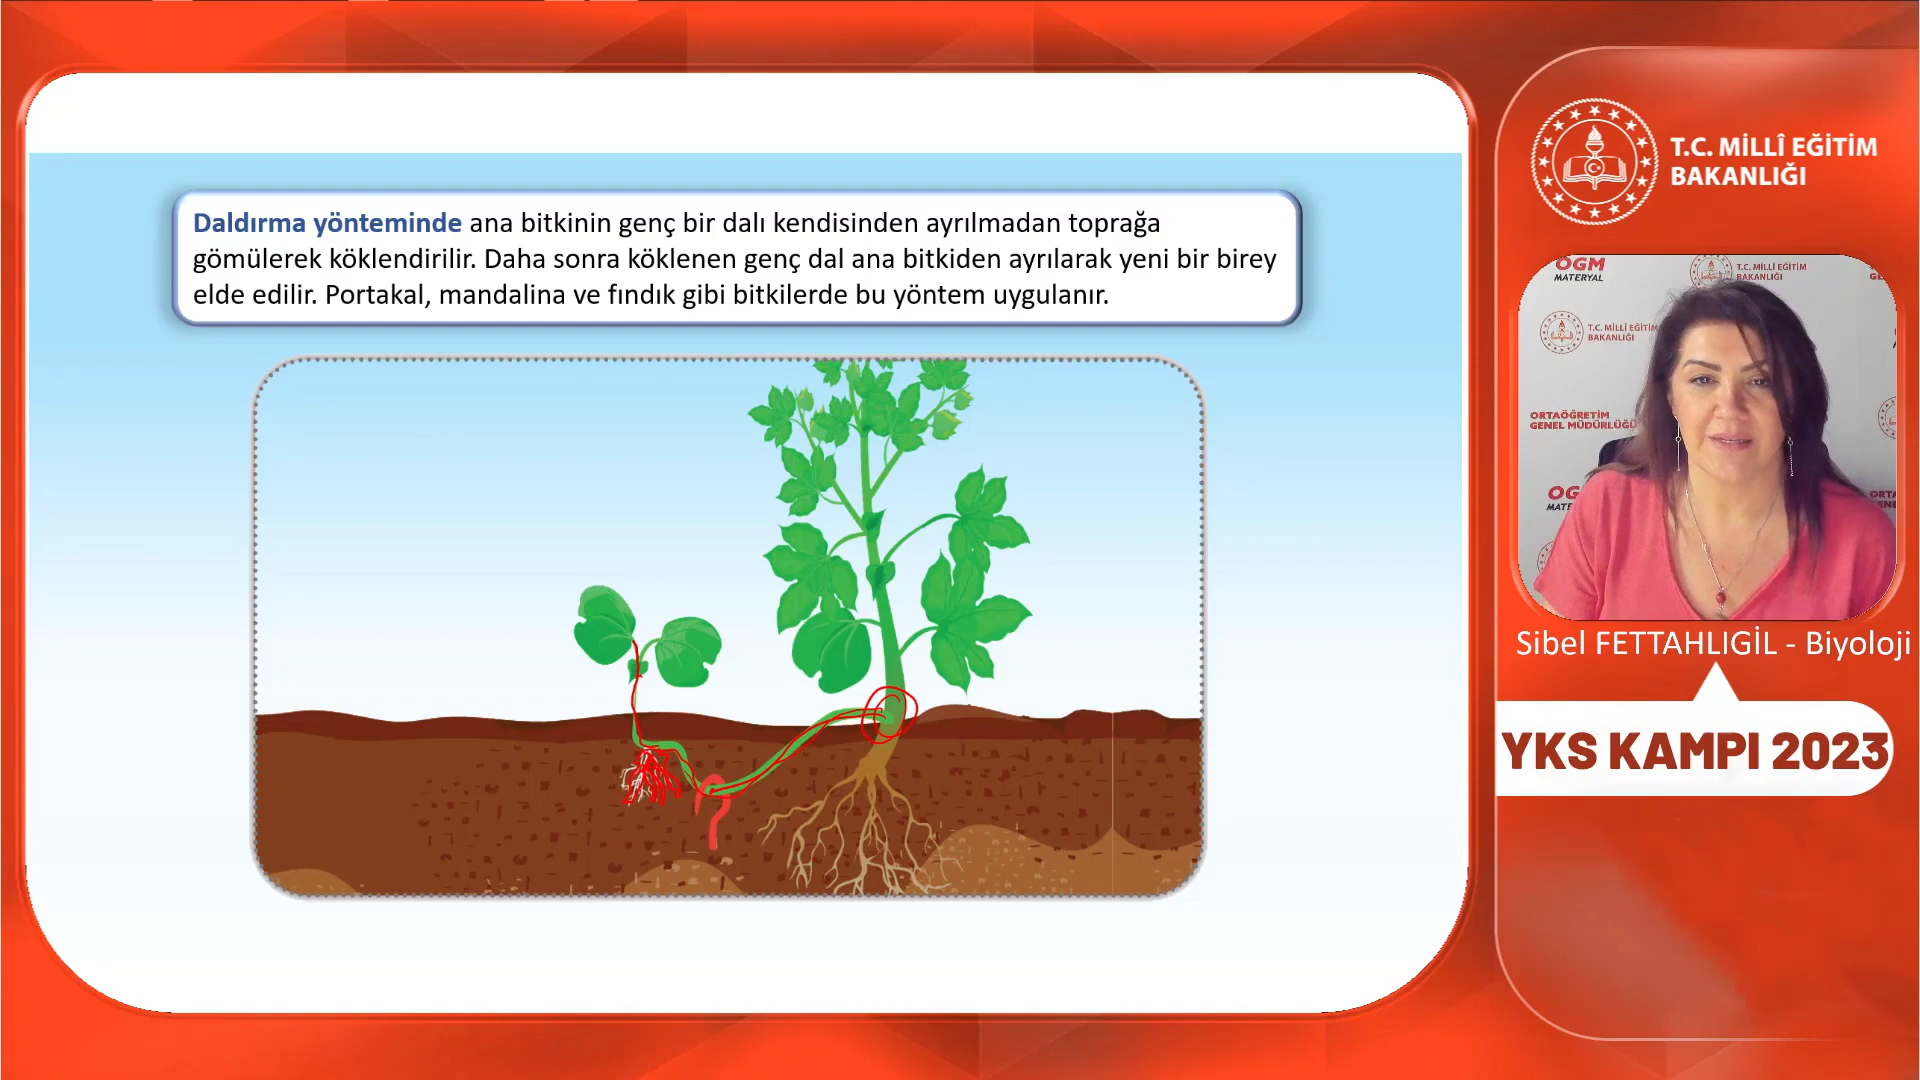 Daldırma yönteminde ana bitkinin genç bir dalı kendisinden ayrılmadan toprağa
gömülerek köklendirilir. Daha sonra köklenen genç dal ana bitkiden ayrılarak yeni bir birey
elde edilir. Portakal, mandalina ve fındık gibi bitkilerde bu yöntem uygulanır.
T.C. MİLLÎ EĞİTİM
BAKANLIĞI
OGM
MATERYAL
T.C. MİLLÎ EĞİTİM
BAKANLIĞI
T.C. MİLLÎ EĞİTİM
BAKANLIĞI
ORTAÖĞRETİM
GENEL MÜDÜRLÜĞÜ
Sibel FETTAHLIGİL - Biyoloji
YKS KAMPI 2023